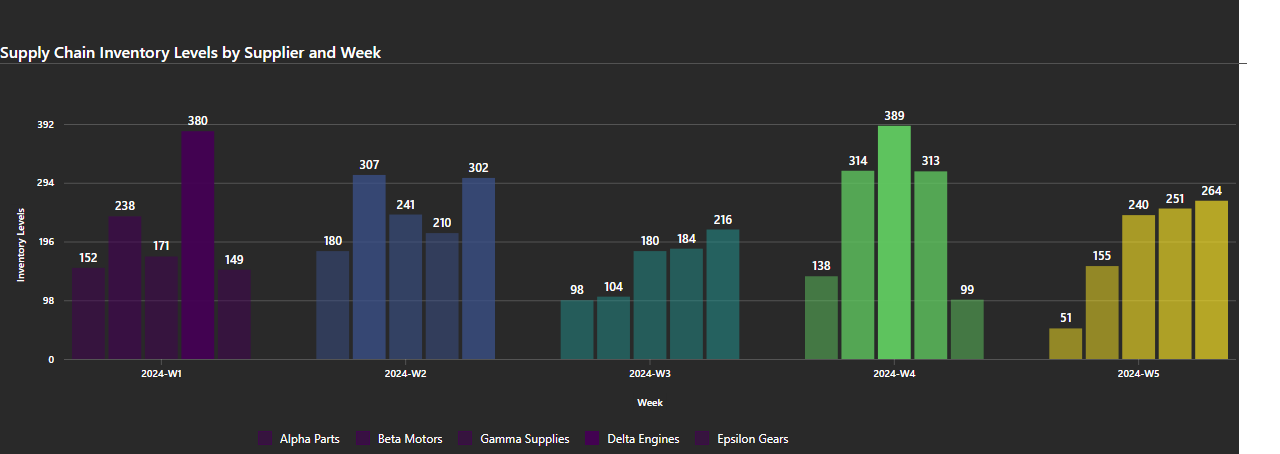 Supply Chain Inventory Levels by Supplier and Week
Inventory Levels
392
294
196
98
0
152
238
171
380
149
180
307
241
210
302
98
104
180
184
216
138
314
389
313
99
51
155
240
251
264
2024-W1
2024-W2
2024-W3
2024-W4
2024-W5
Week
Alpha Parts
Beta Motors
Gamma Supplies
Delta Engines
Epsilon Gears